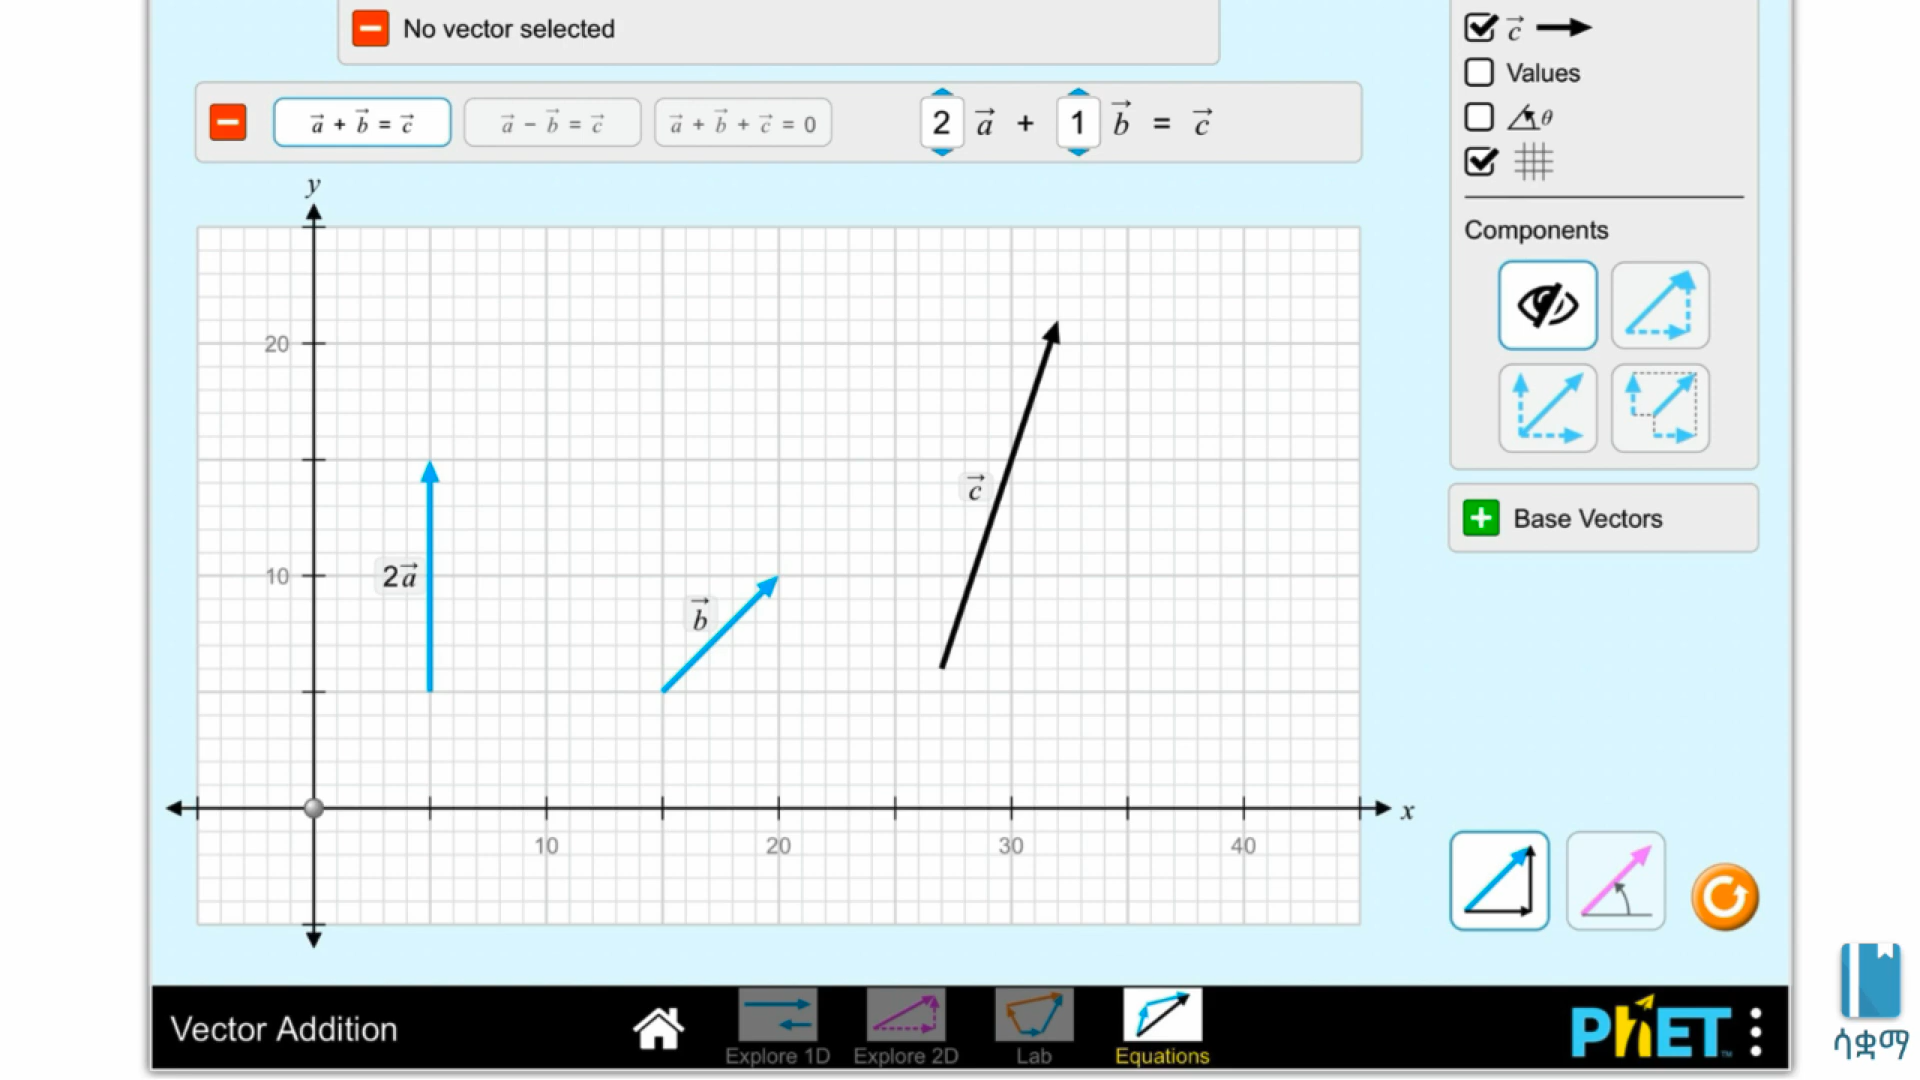 No vector selected
c⃗
Values
θ
a⃗ + b⃗ = c⃗
a⃗ − b⃗ = c⃗
a⃗ + b⃗ + c⃗ = 0
2 a⃗ + 1 b⃗ = c⃗
Components
Base Vectors
y
20
10
2a⃗
b⃗
c⃗
x
10 20 30 40
Vector Addition
Explore 1D
Explore 2D
Lab
Equations
PhET
ሳቋማ